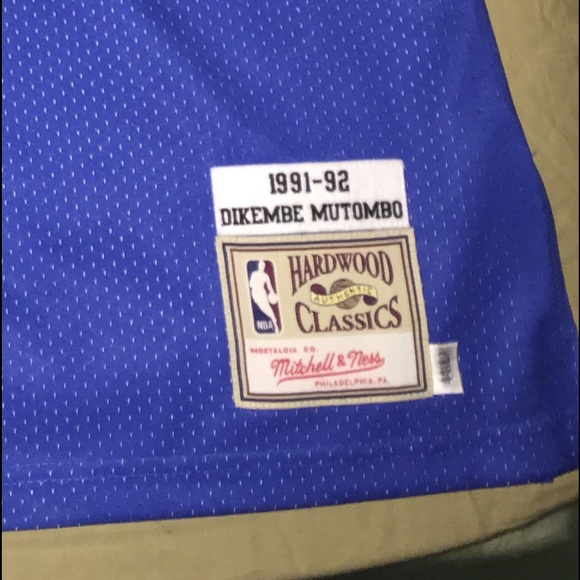 1991-92
DIKEMBE MUTOMBO
HARDWOOD
AUTHENTIC
CLASSICS
NBA
NOSTALGIA CO.
Mitchell & Ness
PHILADELPHIA, PA.